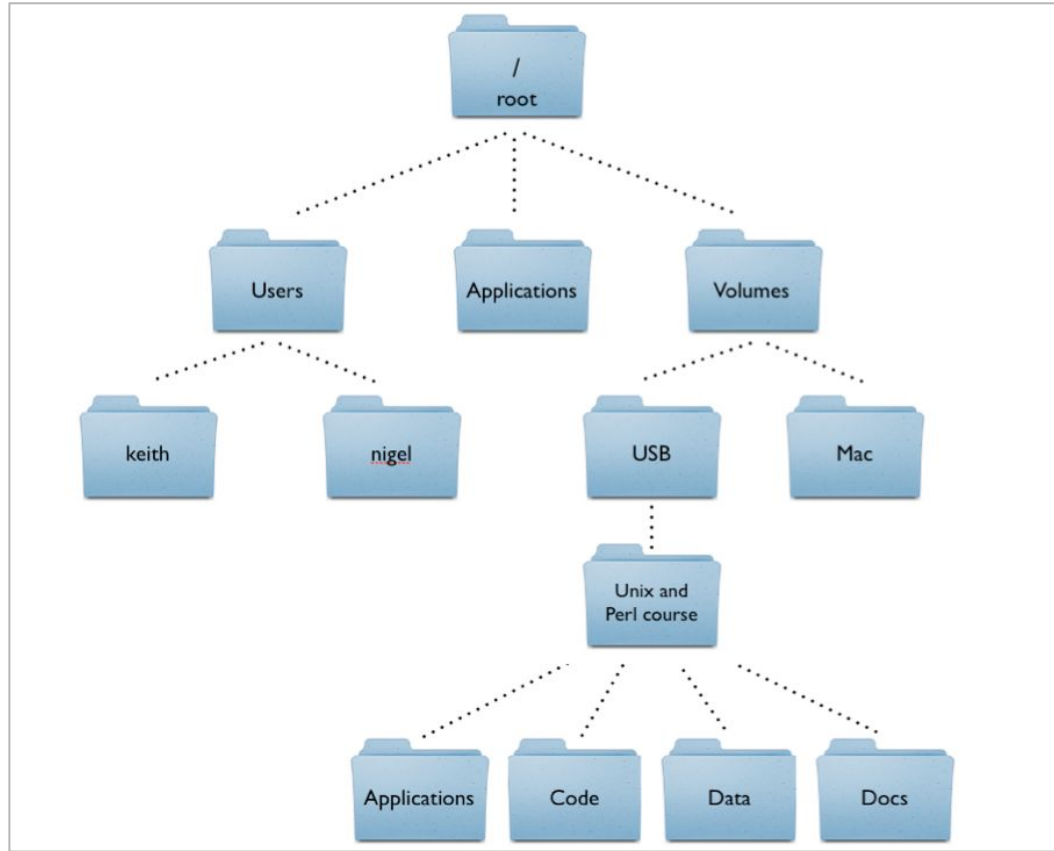 /
root
Users
Applications
Volumes
keith
nigel
USB
Mac
Unix and
Perl course
Applications
Code
Data
Docs